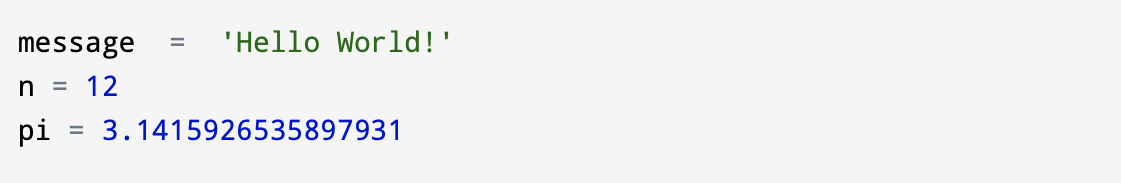 message  =  'Hello World!'
n = 12
pi = 3.1415926535897931